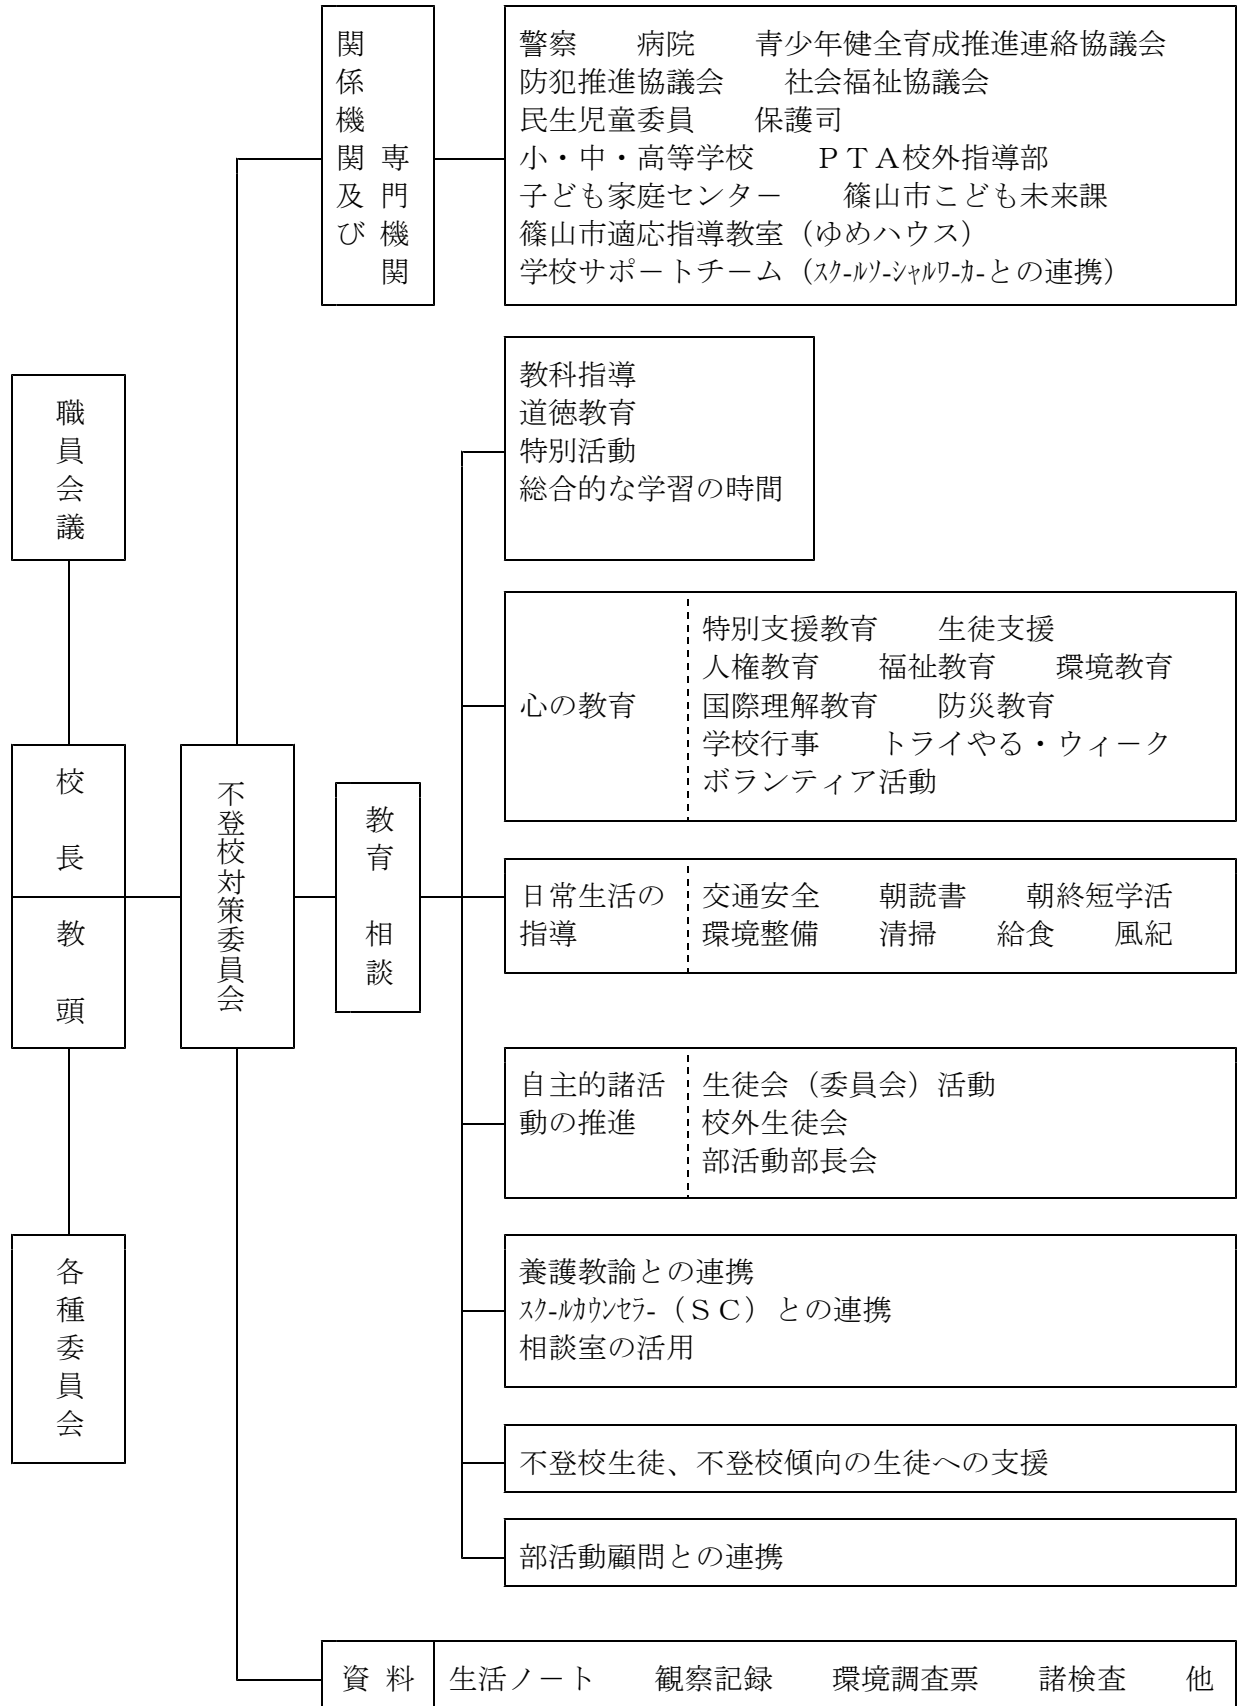 関係機関及び専門機関
警察　　病院　　青少年健全育成推進連絡協議会
防犯推進協議会　　社会福祉協議会
民生児童委員　　保護司
小・中・高等学校　　ＰＴＡ校外指導部
子ども家庭センター　　篠山市こども未来課
篠山市適応指導教室（ゆめハウス）
学校サポートチーム（ｽｸ-ﾙｿ-ｼｬﾙﾜ-ｶ-との連携）
教科指導
道徳教育
特別活動
総合的な学習の時間
職員会議
校長
教頭
各種委員会
不登校対策委員会
教育相談
心の教育
特別支援教育　　生徒支援
人権教育　　福祉教育　　環境教育
国際理解教育　　防災教育
学校行事　　トライやる・ウィーク
ボランティア活動
日常生活の
指導
交通安全　　朝読書　　朝終短学活
環境整備　　清掃　　給食　　風紀
自主的諸活
動の推進
生徒会（委員会）活動
校外生徒会
部活動部長会
養護教諭との連携
ｽｸ-ﾙｶｳﾝｾﾗ-（ＳＣ）との連携
相談室の活用
不登校生徒、不登校傾向の生徒への支援
部活動顧問との連携
資料
生活ノート　　観察記録　　環境調査票　　諸検査　　他